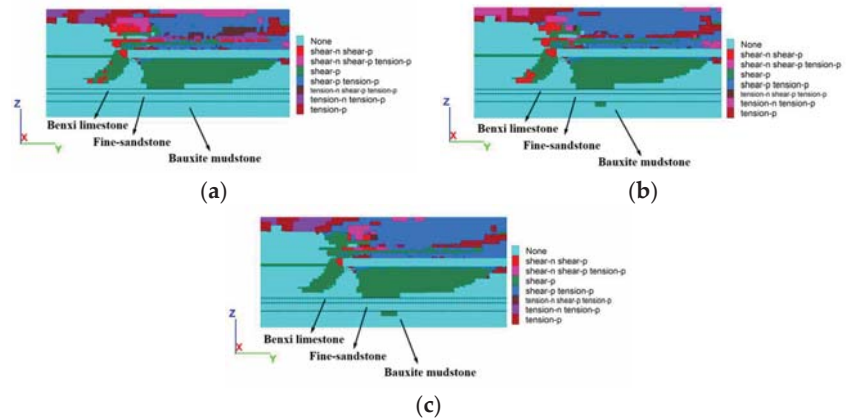 None
shear-n shear-p
shear-n shear-p tension-p
shear-p
shear-p tension-p
tension-n shear-p tension-p
tension-n tension-p
tension-p
Z
X
Y
Benxi limestone
Fine-sandstone
Bauxite mudstone
(a)
None
shear-n shear-p
shear-n shear-p tension-p
shear-p
shear-p tension-p
tension-n shear-p tension-p
tension-n tension-p
tension-p
Z
X
Y
Benxi limestone
Fine-sandstone
Bauxite mudstone
(b)
None
shear-n shear-p
shear-n shear-p tension-p
shear-p
shear-p tension-p
tension-n shear-p tension-p
tension-n tension-p
tension-p
Z
X
Y
Benxi limestone
Fine-sandstone
Bauxite mudstone
(c)